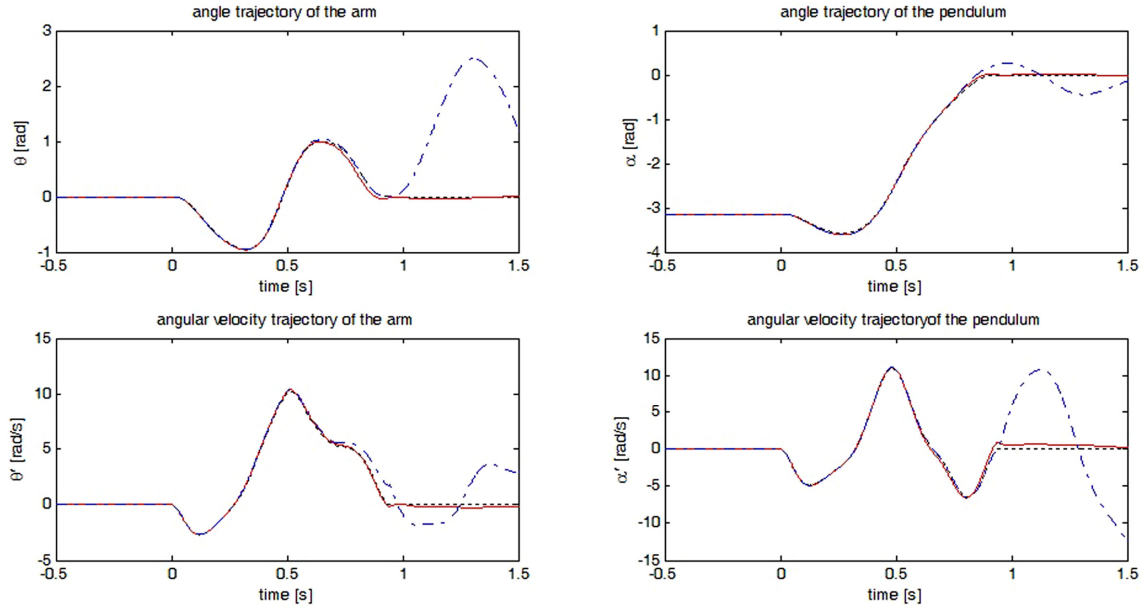 angle trajectory of the arm
3
2
1
0
-1
θ [rad]
-0.5 0 0.5 1 1.5
time [s]
angle trajectory of the pendulum
1
0
-1
-2
-3
-4
α [rad]
-0.5 0 0.5 1 1.5
time [s]
angular velocity trajectory of the arm
15
10
5
0
-5
θ' [rad/s]
-0.5 0 0.5 1 1.5
time [s]
angular velocity trajectoryof the pendulum
15
10
5
0
-5
-10
-15
α' [rad/s]
-0.5 0 0.5 1 1.5
time [s]